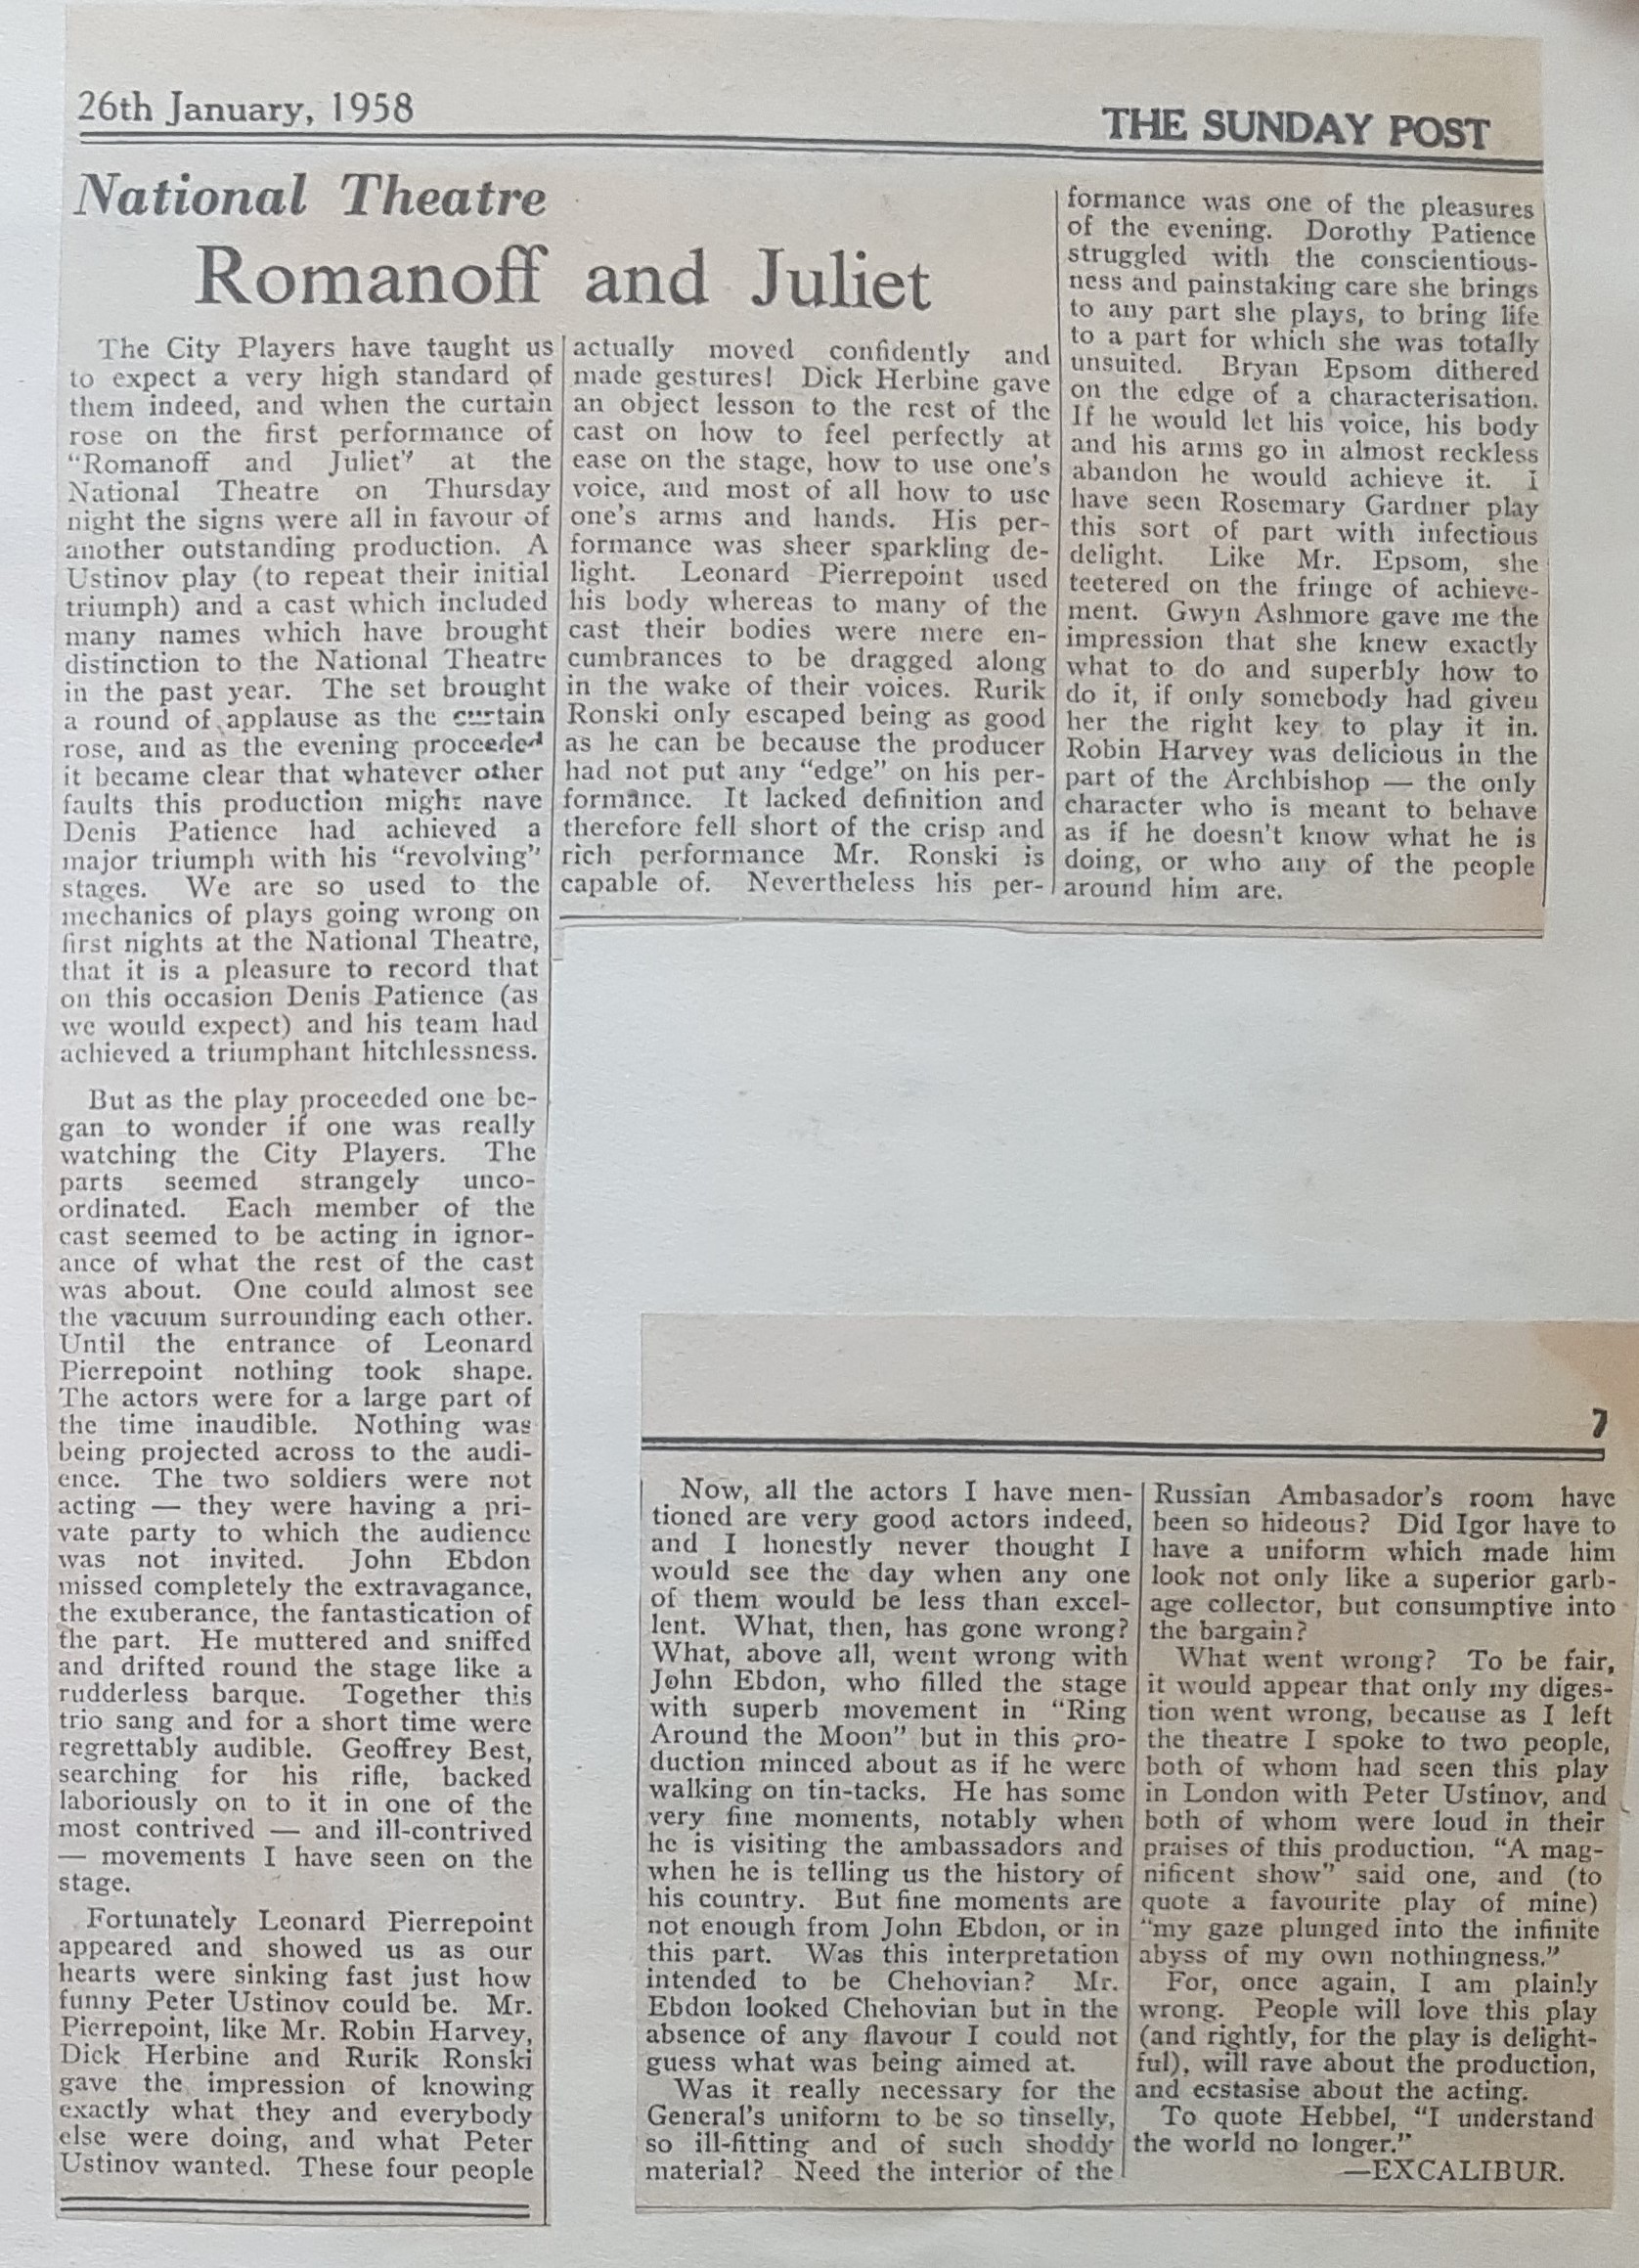 26th January, 1958
THE SUNDAY POST
National Theatre
Romanoff and Juliet
The City Players have taught us
to expect a very high standard of
them indeed, and when the curtain
rose on the first performance of
"Romanoff and Juliet" at the
National Theatre on Thursday
night the signs were all in favour of
another outstanding production. A
Ustinov play (to repeat their initial
triumph) and a cast which included
many names which have brought
distinction to the National Theatre
in the past year. The set brought
a round of applause as the curtain
rose, and as the evening proceeded
it became clear that whatever other
faults this production might nave
Denis Patience had achieved a
major triumph with his "revolving"
stages. We are so used to the
mechanics of plays going wrong on
first nights at the National Theatre,
that it is a pleasure to record that
on this occasion Denis Patience (as
we would expect) and his team had
achieved a triumphant hitchlessness.
But as the play proceeded one be-
gan to wonder if one was really
watching the City Players. The
parts seemed strangely unco-
ordinated. Each member of the
cast seemed to be acting in ignor-
ance of what the rest of the cast
was about. One could almost see
the vacuum surrounding each other.
Until the entrance of Leonard
Pierrepoint nothing took shape.
The actors were for a large part of
the time inaudible. Nothing was
being projected across to the audi-
ence. The two soldiers were not
acting — they were having a pri-
vate party to which the audience
was not invited. John Ebdon
missed completely the extravagance,
the exuberance, the fantastication of
the part. He muttered and sniffed
and drifted round the stage like a
rudderless barque. Together this
trio sang and for a short time were
regrettably audible. Geoffrey Best,
searching for his rifle, backed
laboriously on to it in one of the
most contrived — and ill-contrived
— movements I have seen on the
stage.
Fortunately Leonard Pierrepoint
appeared and showed us as our
hearts were sinking fast just how
funny Peter Ustinov could be. Mr.
Pierrepoint, like Mr. Robin Harvey,
Dick Herbine and Rurik Ronski
gave the impression of knowing
exactly what they and everybody
else were doing, and what Peter
Ustinov wanted. These four people
actually moved confidently and
made gestures! Dick Herbine gave
an object lesson to the rest of the
cast on how to feel perfectly at
ease on the stage, how to use one's
voice, and most of all how to use
one's arms and hands. His per-
formance was sheer sparkling de-
light. Leonard Pierrepoint used
his body whereas to many of the
cast their bodies were mere en-
cumbrances to be dragged along
in the wake of their voices. Rurik
Ronski only escaped being as good
as he can be because the producer
had not put any "edge" on his per-
formance. It lacked definition and
therefore fell short of the crisp and
rich performance Mr. Ronski is
capable of. Nevertheless his per-
formance was one of the pleasures
of the evening. Dorothy Patience
struggled with the conscientious-
ness and painstaking care she brings
to any part she plays, to bring life
to a part for which she was totally
unsuited. Bryan Epsom dithered
on the edge of a characterisation.
If he would let his voice, his body
and his arms go in almost reckless
abandon he would achieve it. I
have seen Rosemary Gardner play
this sort of part with infectious
delight. Like Mr. Epsom, she
teetered on the fringe of achieve-
ment. Gwyn Ashmore gave me the
impression that she knew exactly
what to do and superbly how to
do it, if only somebody had given
her the right key to play it in.
Robin Harvey was delicious in the
part of the Archbishop — the only
character who is meant to behave
as if he doesn't know what he is
doing, or who any of the people
around him are.
7
Now, all the actors I have men-
tioned are very good actors indeed,
and I honestly never thought I
would see the day when any one
of them would be less than excel-
lent. What, then, has gone wrong?
What, above all, went wrong with
John Ebdon, who filled the stage
with superb movement in "Ring
Around the Moon" but in this pro-
duction minced about as if he were
walking on tin-tacks. He has some
very fine moments, notably when
he is visiting the ambassadors and
when he is telling us the history of
his country. But fine moments are
not enough from John Ebdon, or in
this part. Was this interpretation
intended to be Chehovian? Mr.
Ebdon looked Chehovian but in the
absence of any flavour I could not
guess what was being aimed at.
Was it really necessary for the
General's uniform to be so tinselly,
so ill-fitting and of such shoddy
material? Need the interior of the
Russian Ambasador's room have
been so hideous? Did Igor have to
have a uniform which made him
look not only like a superior garb-
age collector, but consumptive into
the bargain?
What went wrong? To be fair,
it would appear that only my diges-
tion went wrong, because as I left
the theatre I spoke to two people,
both of whom had seen this play
in London with Peter Ustinov, and
both of whom were loud in their
praises of this production. "A mag-
nificent show" said one, and (to
quote a favourite play of mine)
"my gaze plunged into the infinite
abyss of my own nothingness."
For, once again, I am plainly
wrong. People will love this play
(and rightly, for the play is delight-
ful), will rave about the production,
and ecstasise about the acting.
To quote Hebbel, "I understand
the world no longer."
—EXCALIBUR.